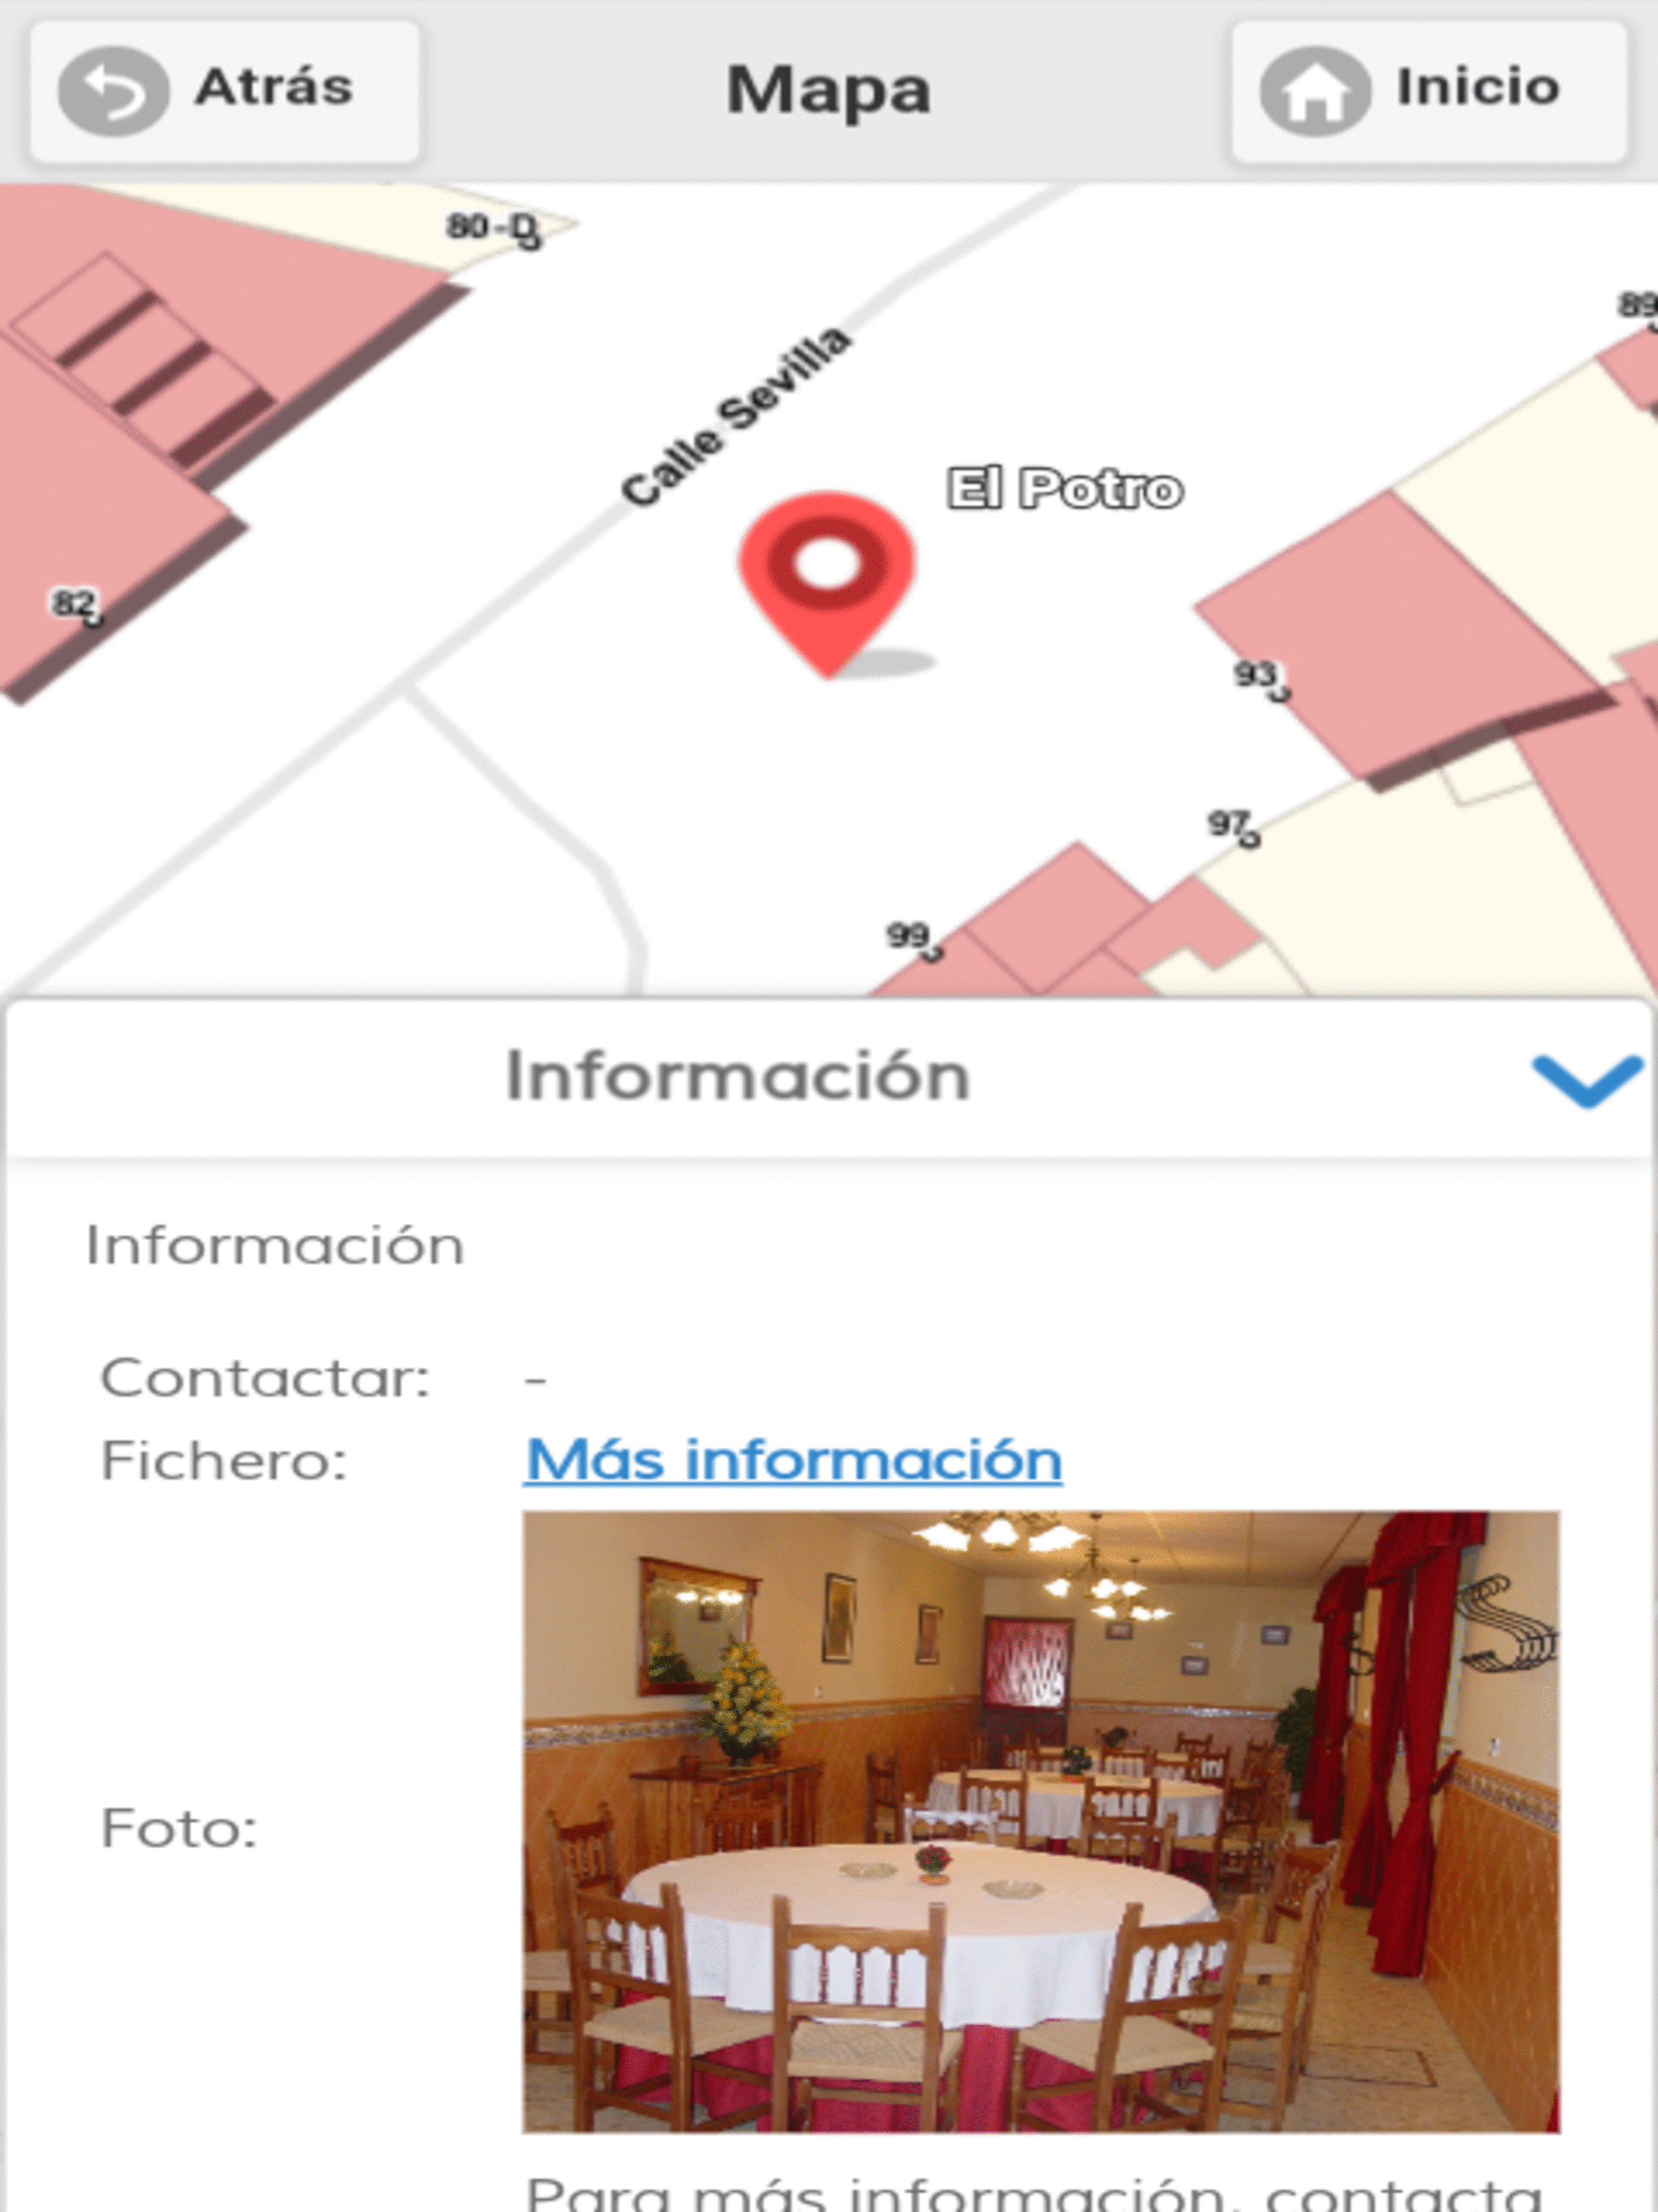 Atrás
Mapa
Inicio
80-D
89
Calle Sevilla
El Potro
82
93
97
99
Información
Información
Contactar: -
Fichero: Más información
Foto:
Para más información, contacta